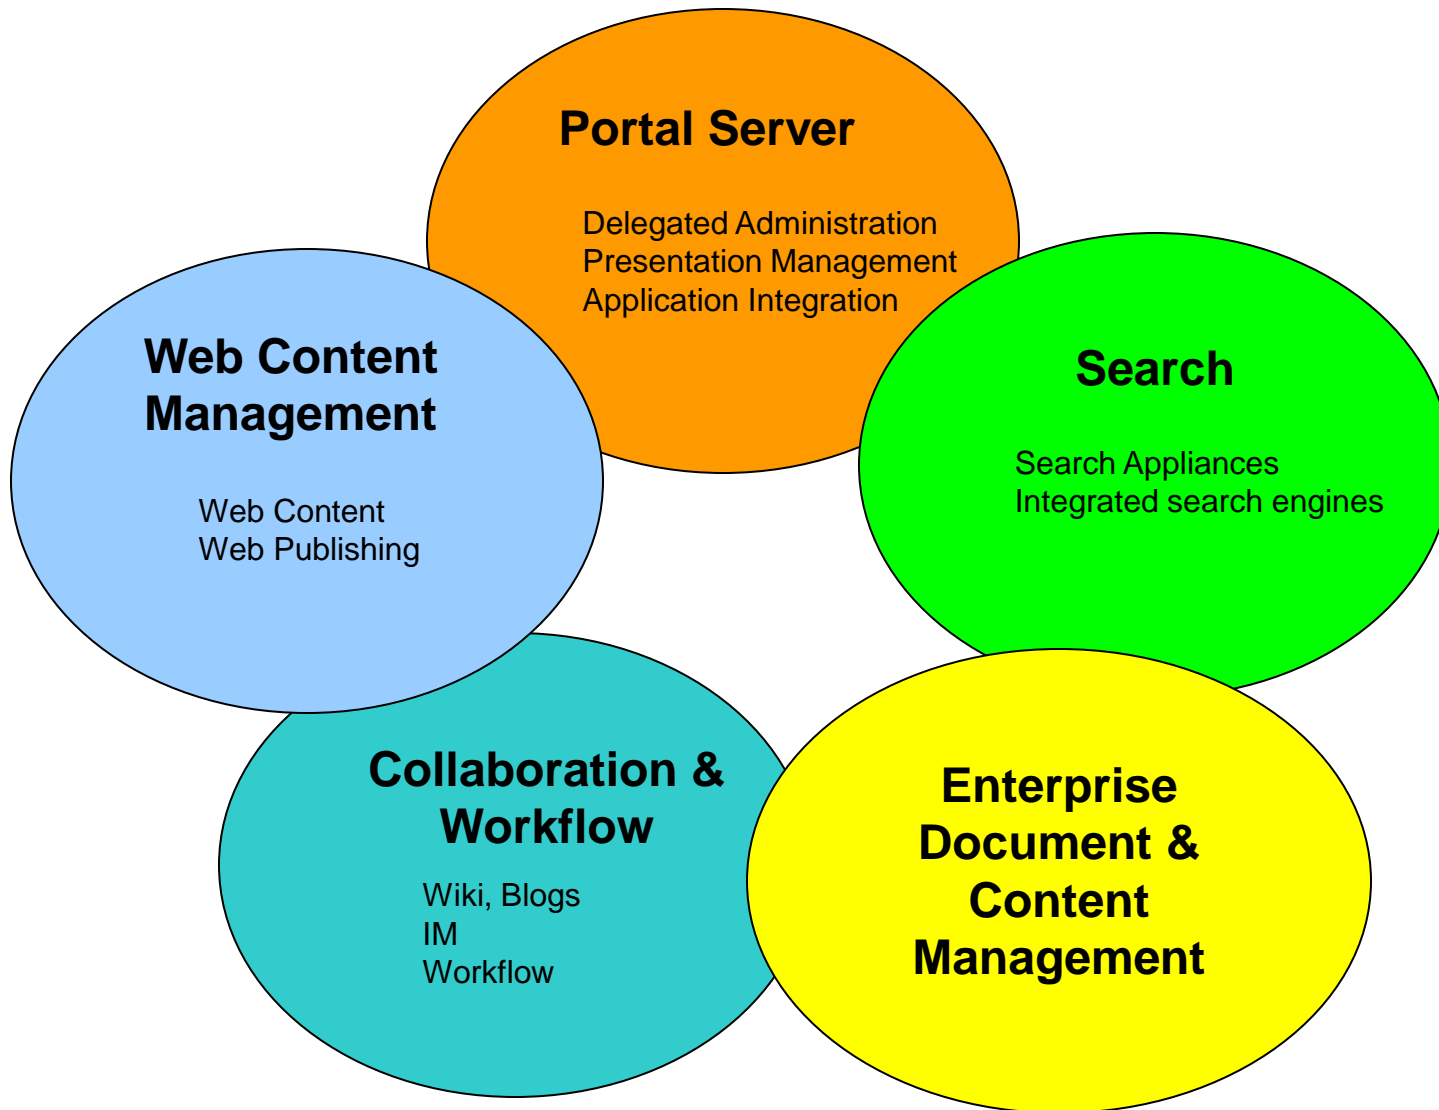 Portal Server
Delegated Administration
Presentation Management
Application Integration
Web Content
Management
Web Content
Web Publishing
Search
Search Appliances
Integrated search engines
Collaboration &
Workflow
Wiki, Blogs
IM
Workflow
Enterprise
Document &
Content
Management